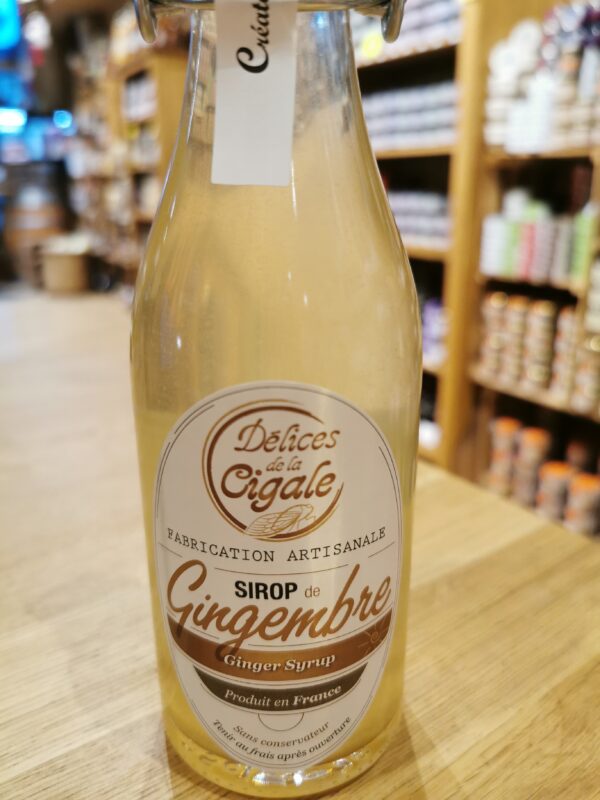 Délices
de la
Cigale
FABRICATION ARTISANALE
SIROP de
Gingembre
Ginger Syrup
Produit en France
Sans conservateur
Tenir au frais après ouverture